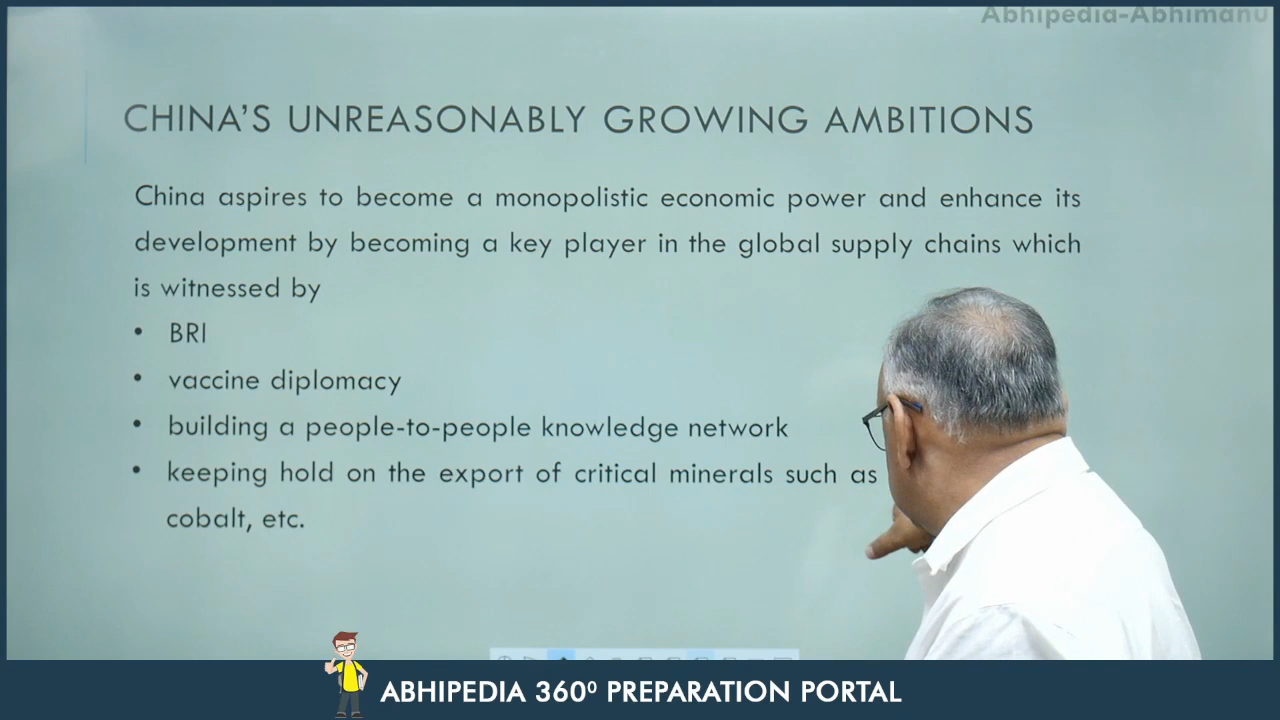 Abhipedia-Abhimanu
CHINA'S UNREASONABLY GROWING AMBITIONS
China aspires to become a monopolistic economic power and enhance its
development by becoming a key player in the global supply chains which
is witnessed by
• BRI
• vaccine diplomacy
• building a people-to-people knowledge network
• keeping hold on the export of critical minerals such as
cobalt, etc.
ABHIPEDIA 360⁰ PREPARATION PORTAL